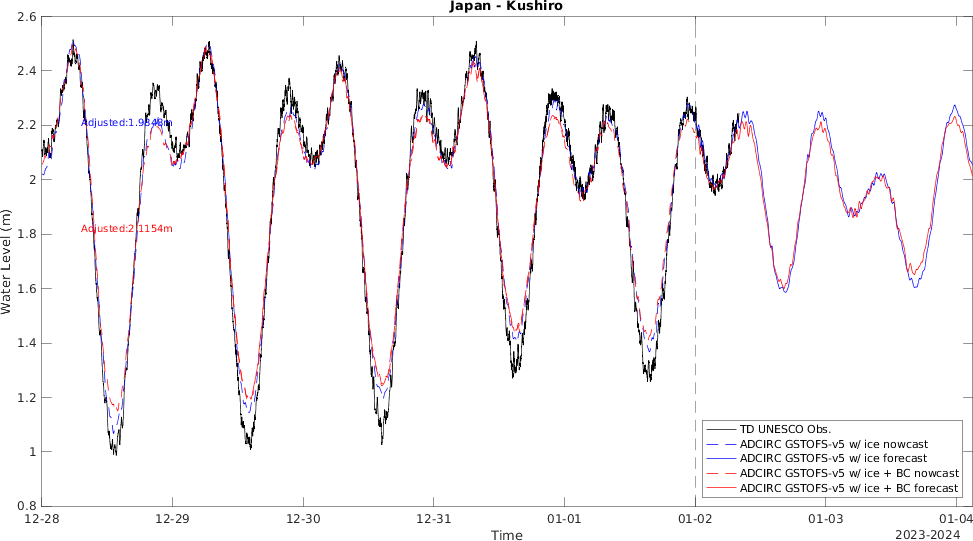 Japan - Kushiro
2.6
2.4
2.2
2
1.8
1.6
1.4
1.2
1
0.8
Water Level (m)
Adjusted:1.9848m
Adjusted:2.1154m
TD UNESCO Obs.
ADCIRC GSTOFS-v5 w/ ice nowcast
ADCIRC GSTOFS-v5 w/ ice forecast
ADCIRC GSTOFS-v5 w/ ice + BC nowcast
ADCIRC GSTOFS-v5 w/ ice + BC forecast
12-28 12-29 12-30 12-31 01-01 01-02 01-03 01-04
Time
2023-2024